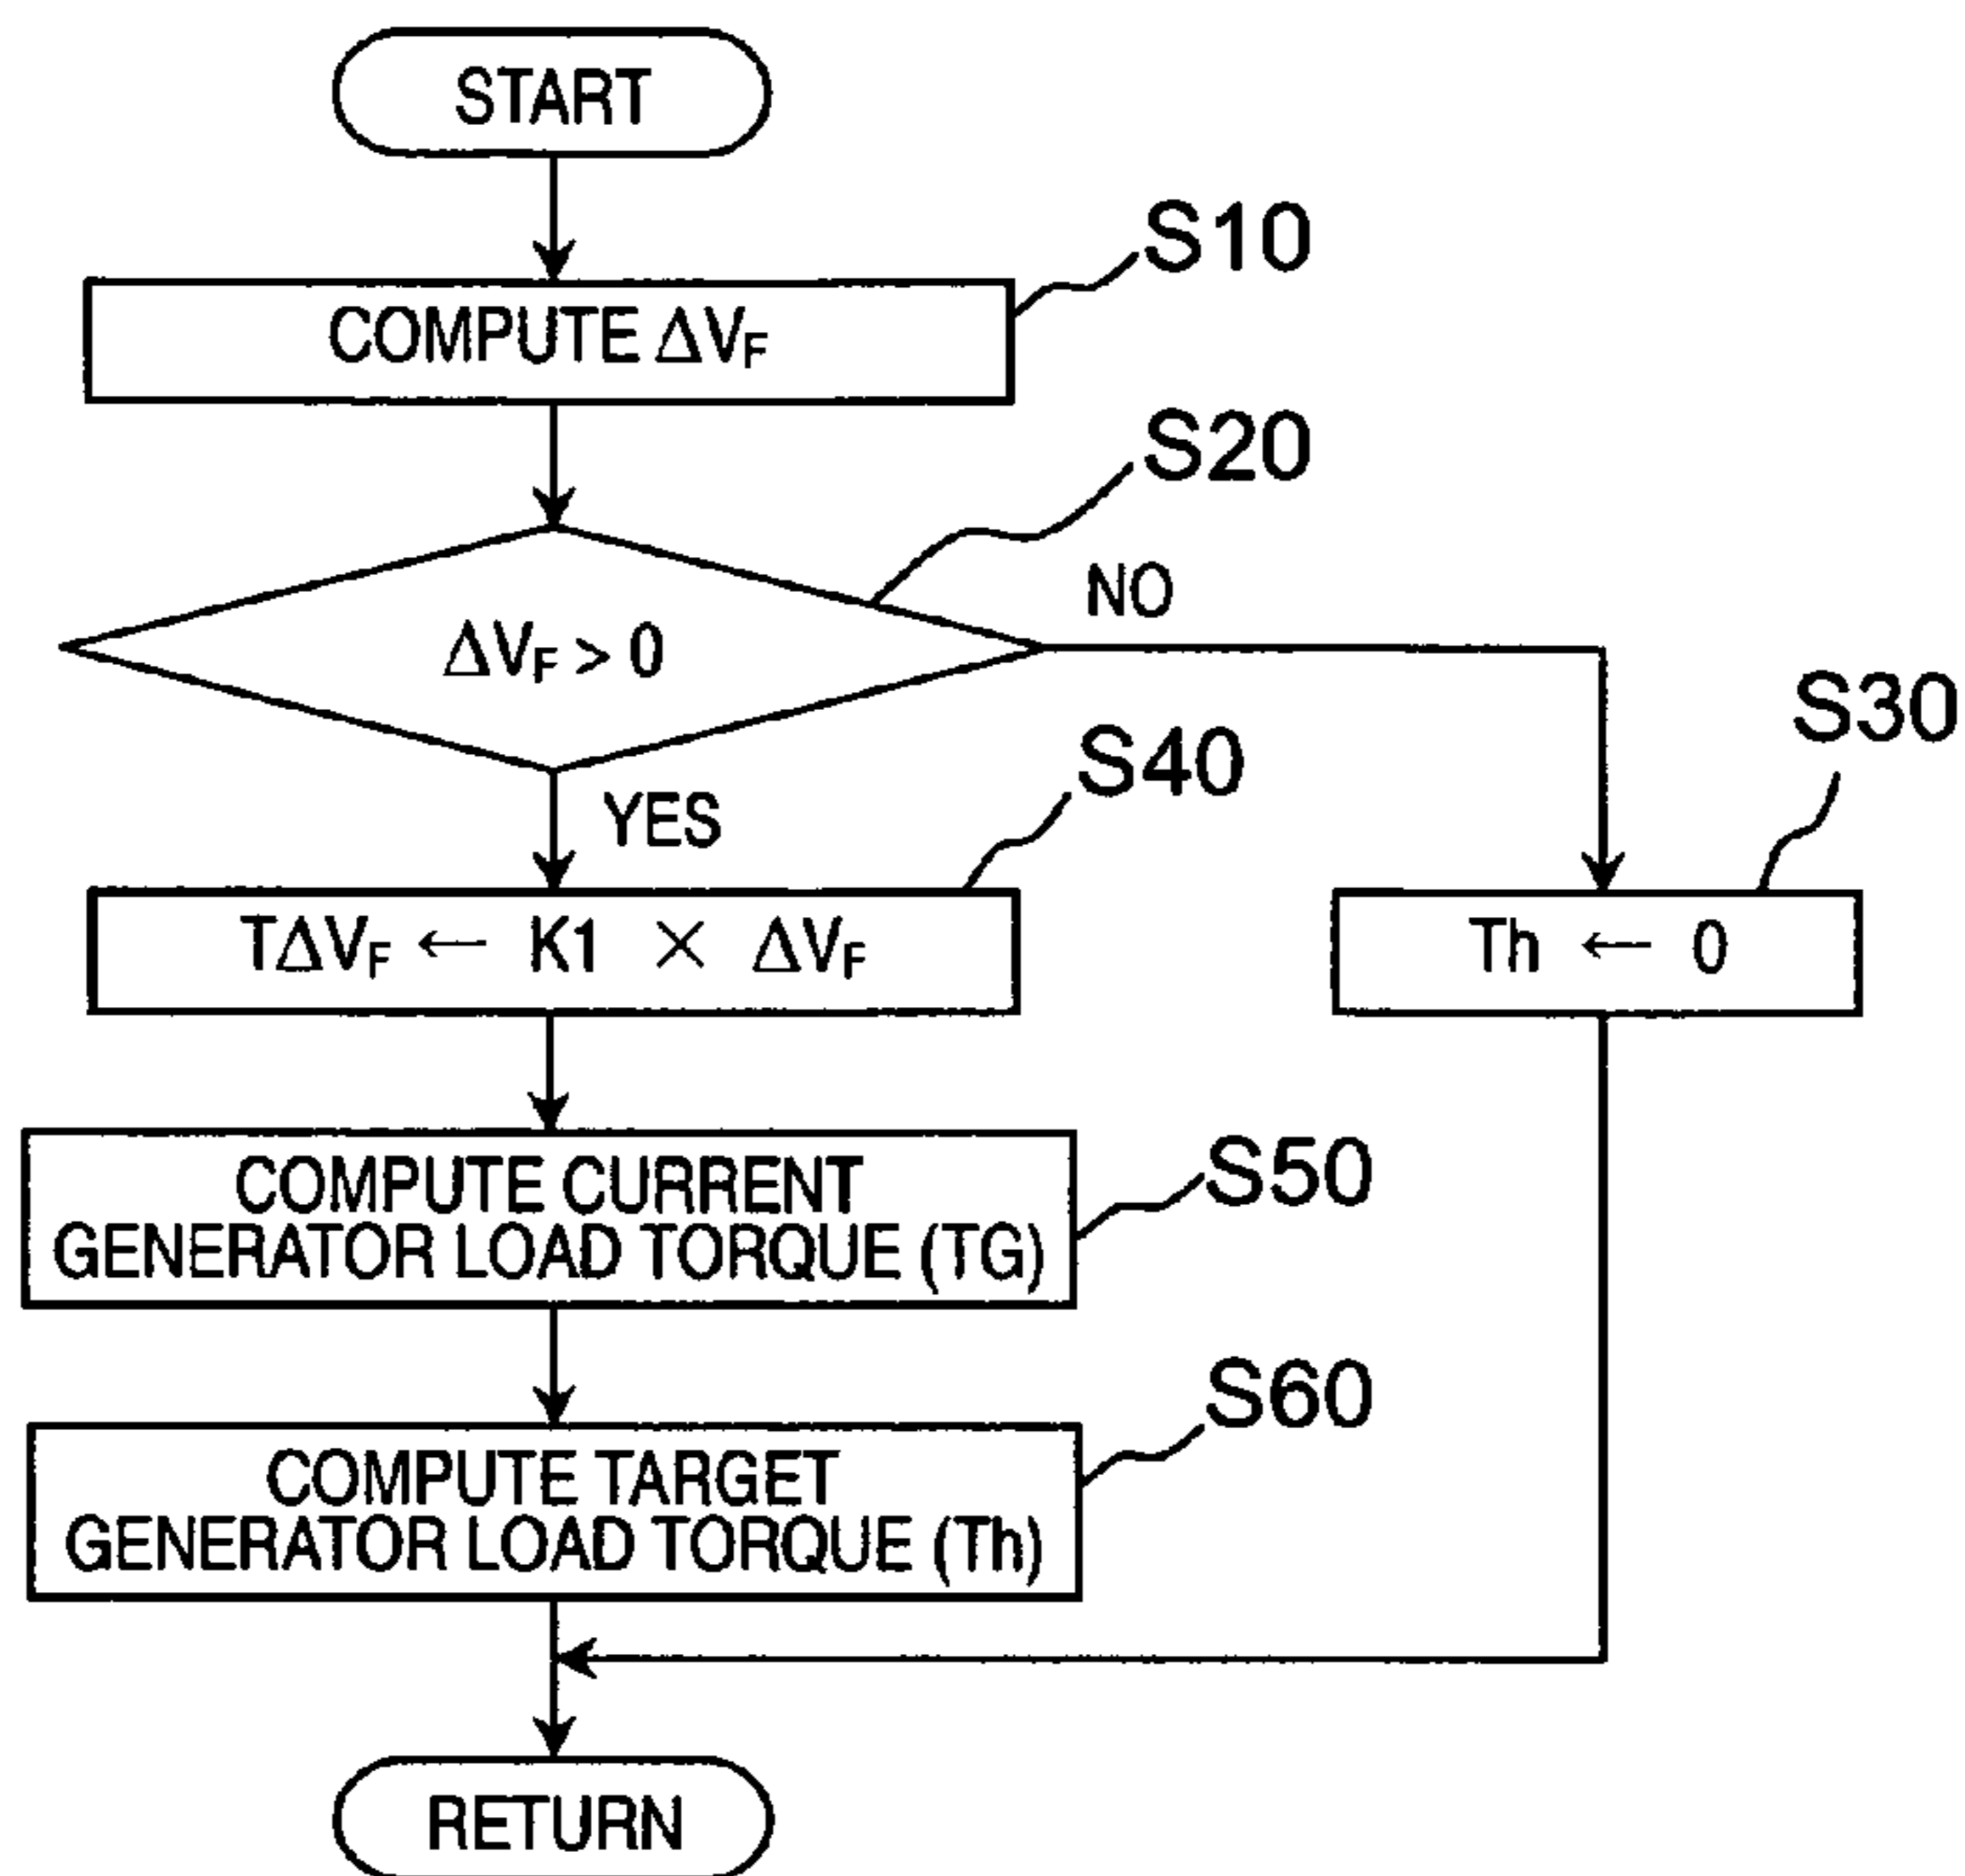 START
S10
COMPUTE ΔVF
S20
NO
ΔVF > 0
S30
S40
YES
TΔVF ← K1 × ΔVF
Th ← 0
COMPUTE CURRENT
GENERATOR LOAD TORQUE (TG)
S50
S60
COMPUTE TARGET
GENERATOR LOAD TORQUE (Th)
RETURN